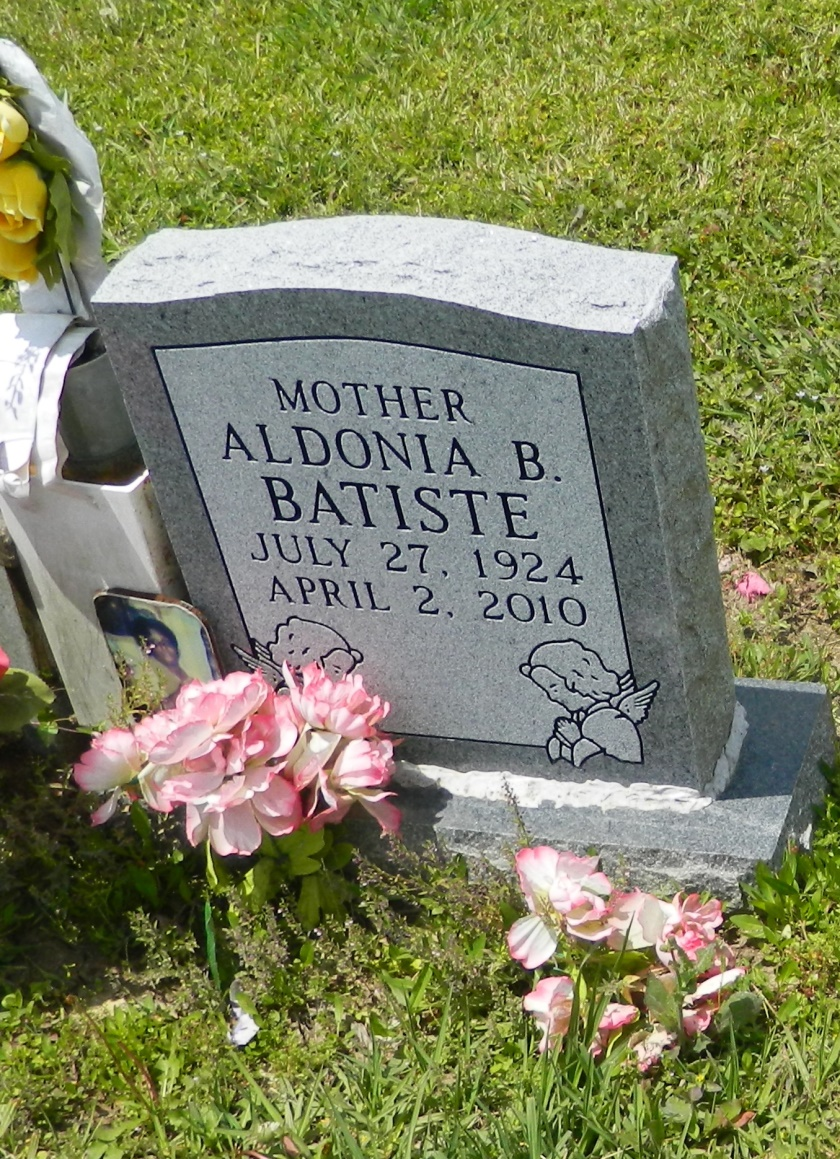 MOTHER
ALDONIA B.
BATISTE
JULY 27, 1924
APRIL 2, 2010